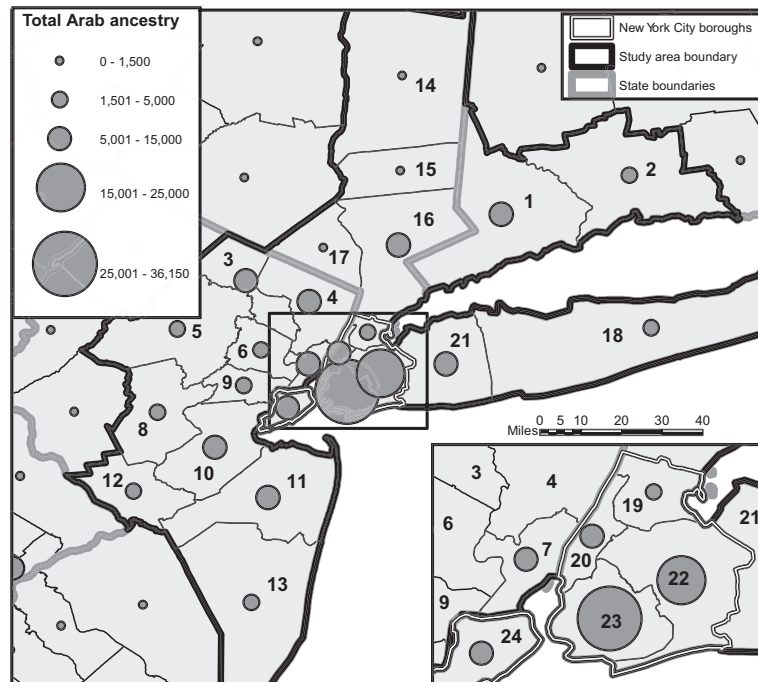 Total Arab ancestry
0 - 1,500
1,501 - 5,000
5,001 - 15,000
15,001 - 25,000
25,001 - 36,150
New York City boroughs
Study area boundary
State boundaries
14
15
2
1
16
17
3
4
5
18
21
6
9
8
10
12
11
13
Miles
0 5 10 20 30 40
3
4
6
19
21
7
20
22
9
23
24